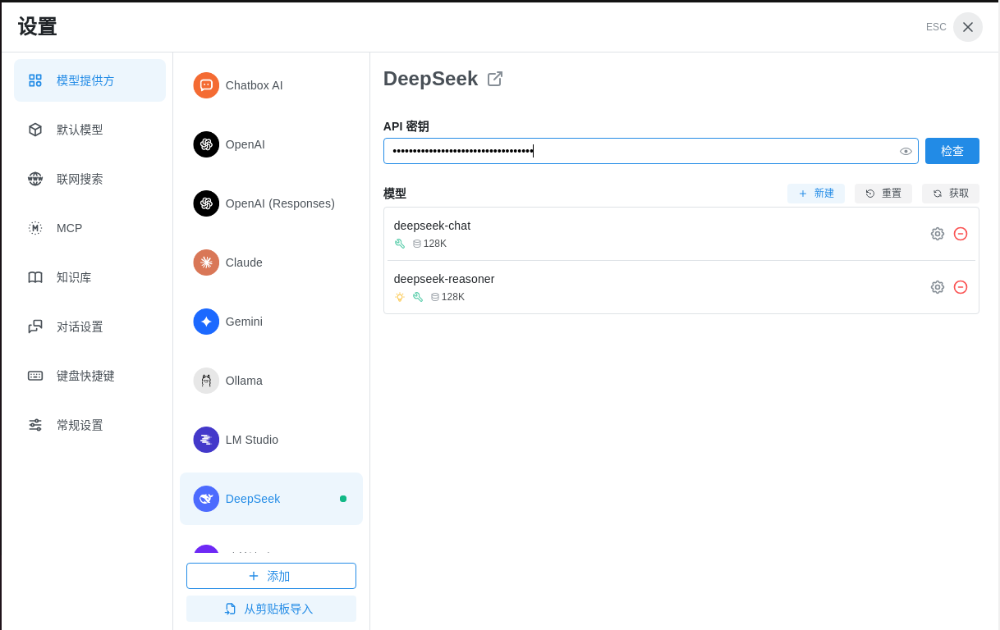 设置
ESC
模型提供方
默认模型
联网搜索
MCP
知识库
对话设置
键盘快捷键
常规设置
Chatbox AI
OpenAI
OpenAI (Responses)
Claude
Gemini
Ollama
LM Studio
DeepSeek
添加
从剪贴板导入
DeepSeek
API 密钥
检查
模型
新建
重置
获取
deepseek-chat
128K
deepseek-reasoner
128K